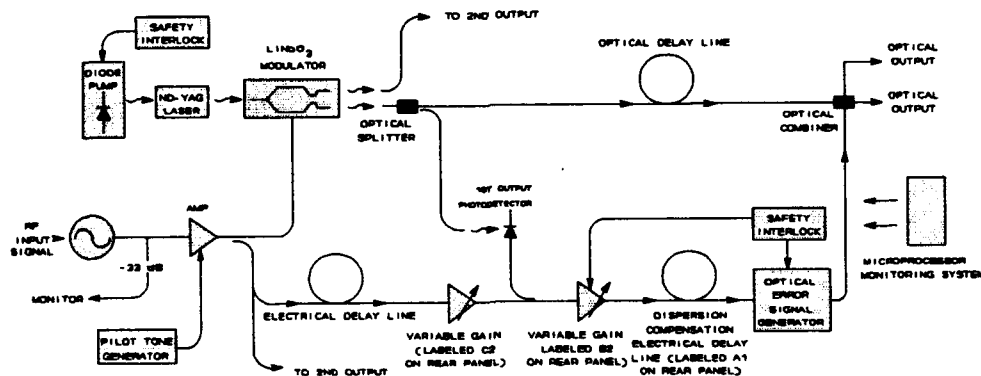 TO 2ND OUTPUT
SAFETY
INTERLOCK
LINbO3
MODULATOR
OPTICAL DELAY LINE
OPTICAL
OUTPUT
DIODE
PUMP
ND-YAG
LASER
OPTICAL
SPLITTER
OPTICAL
COMBINER
OPTICAL
OUTPUT
1ST OUTPUT
PHOTODETECTOR
AMP
RF
INPUT
SIGNAL
SAFETY
INTERLOCK
-33 dB
MONITOR
MICROPROCESSOR
MONITORING SYSTEM
OPTICAL
ERROR
SIGNAL
GENERATOR
ELECTRICAL DELAY LINE
PILOT TONE
GENERATOR
VARIABLE GAIN
(LABELED C2
ON REAR PANEL)
VARIABLE GAIN
LABELED B2
ON REAR PANEL)
DISPERSION
COMPENSATION
ELECTRICAL DELAY
LINE (LABELED A1
ON REAR PANEL)
TO 2ND OUTPUT